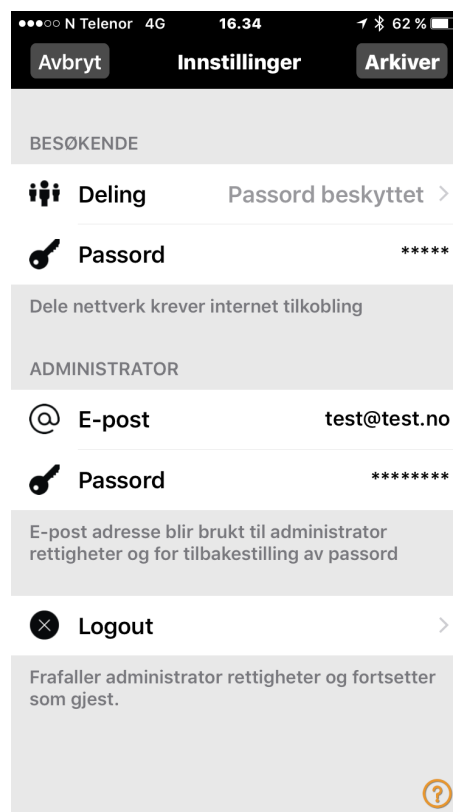 N Telenor 4G 16.34 62 %
Avbryt Innstillinger Arkiver
BESØKENDE
Deling Passord beskyttet
Passord *****
Dele nettverk krever internet tilkobling
ADMINISTRATOR
E-post test@test.no
Passord ********
E-post adresse blir brukt til administrator
rettigheter og for tilbakestilling av passord
Logout
Frafaller administrator rettigheter og fortsetter
som gjest.
?